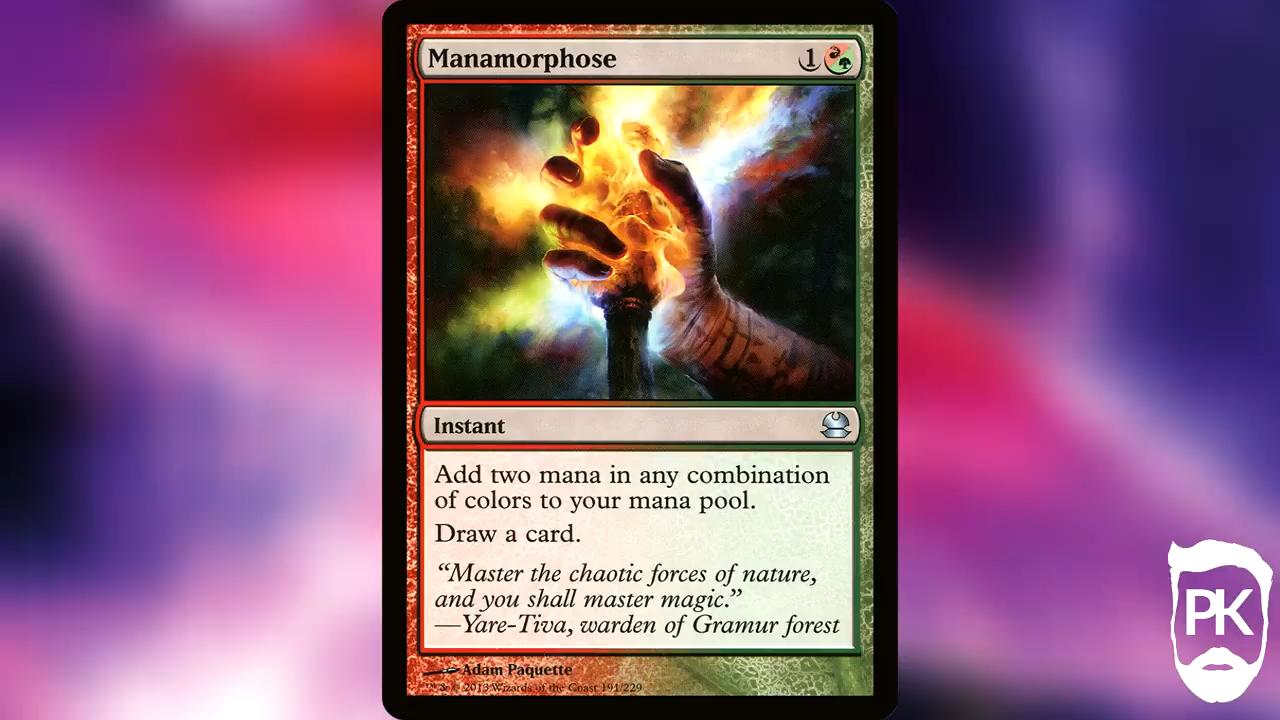 Manamorphose 1
Instant
Add two mana in any combination
of colors to your mana pool.
Draw a card.
“Master the chaotic forces of nature,
and you shall master magic.”
—Yare-Tiva, warden of Gramur forest
Adam Paquette
™ & © 2013 Wizards of the Coast 191/229
PK